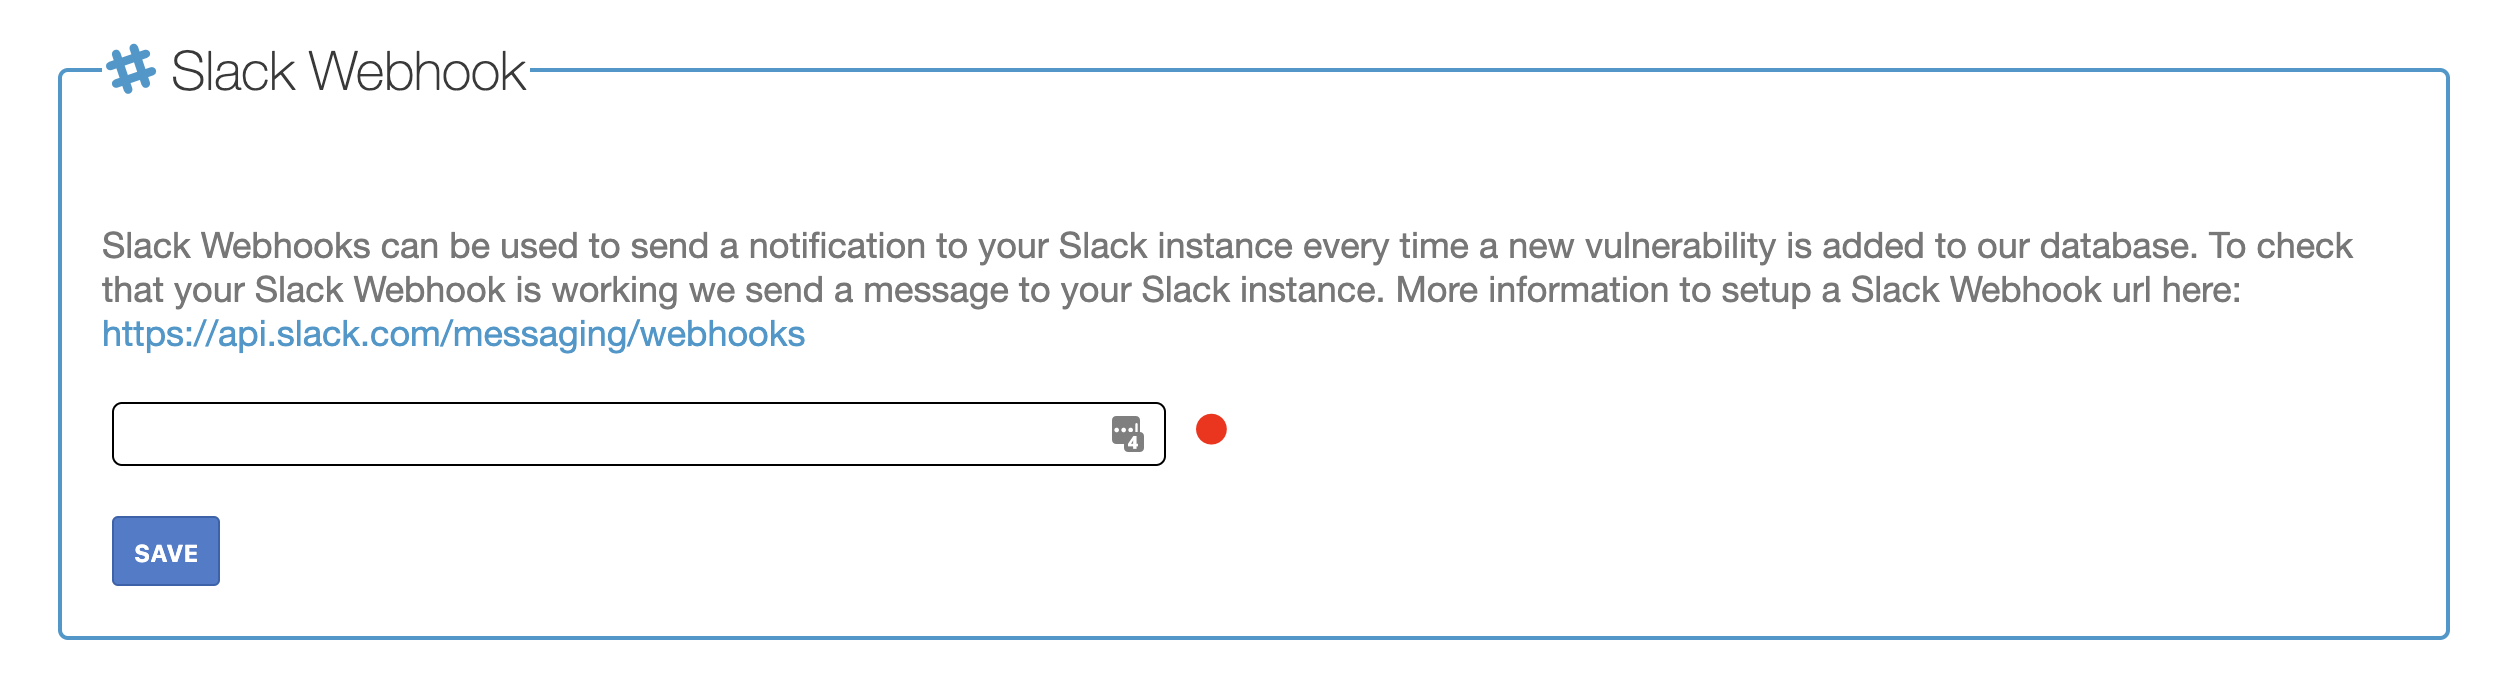 Slack Webhook
Slack Webhooks can be used to send a notification to your Slack instance every time a new vulnerability is added to our database. To check
that your Slack Wehook is working we send a message to your Slack instance. More information to setup a Slack Webhook url here:
https://api.slack.com/messaging/webhooks
4
SAVE